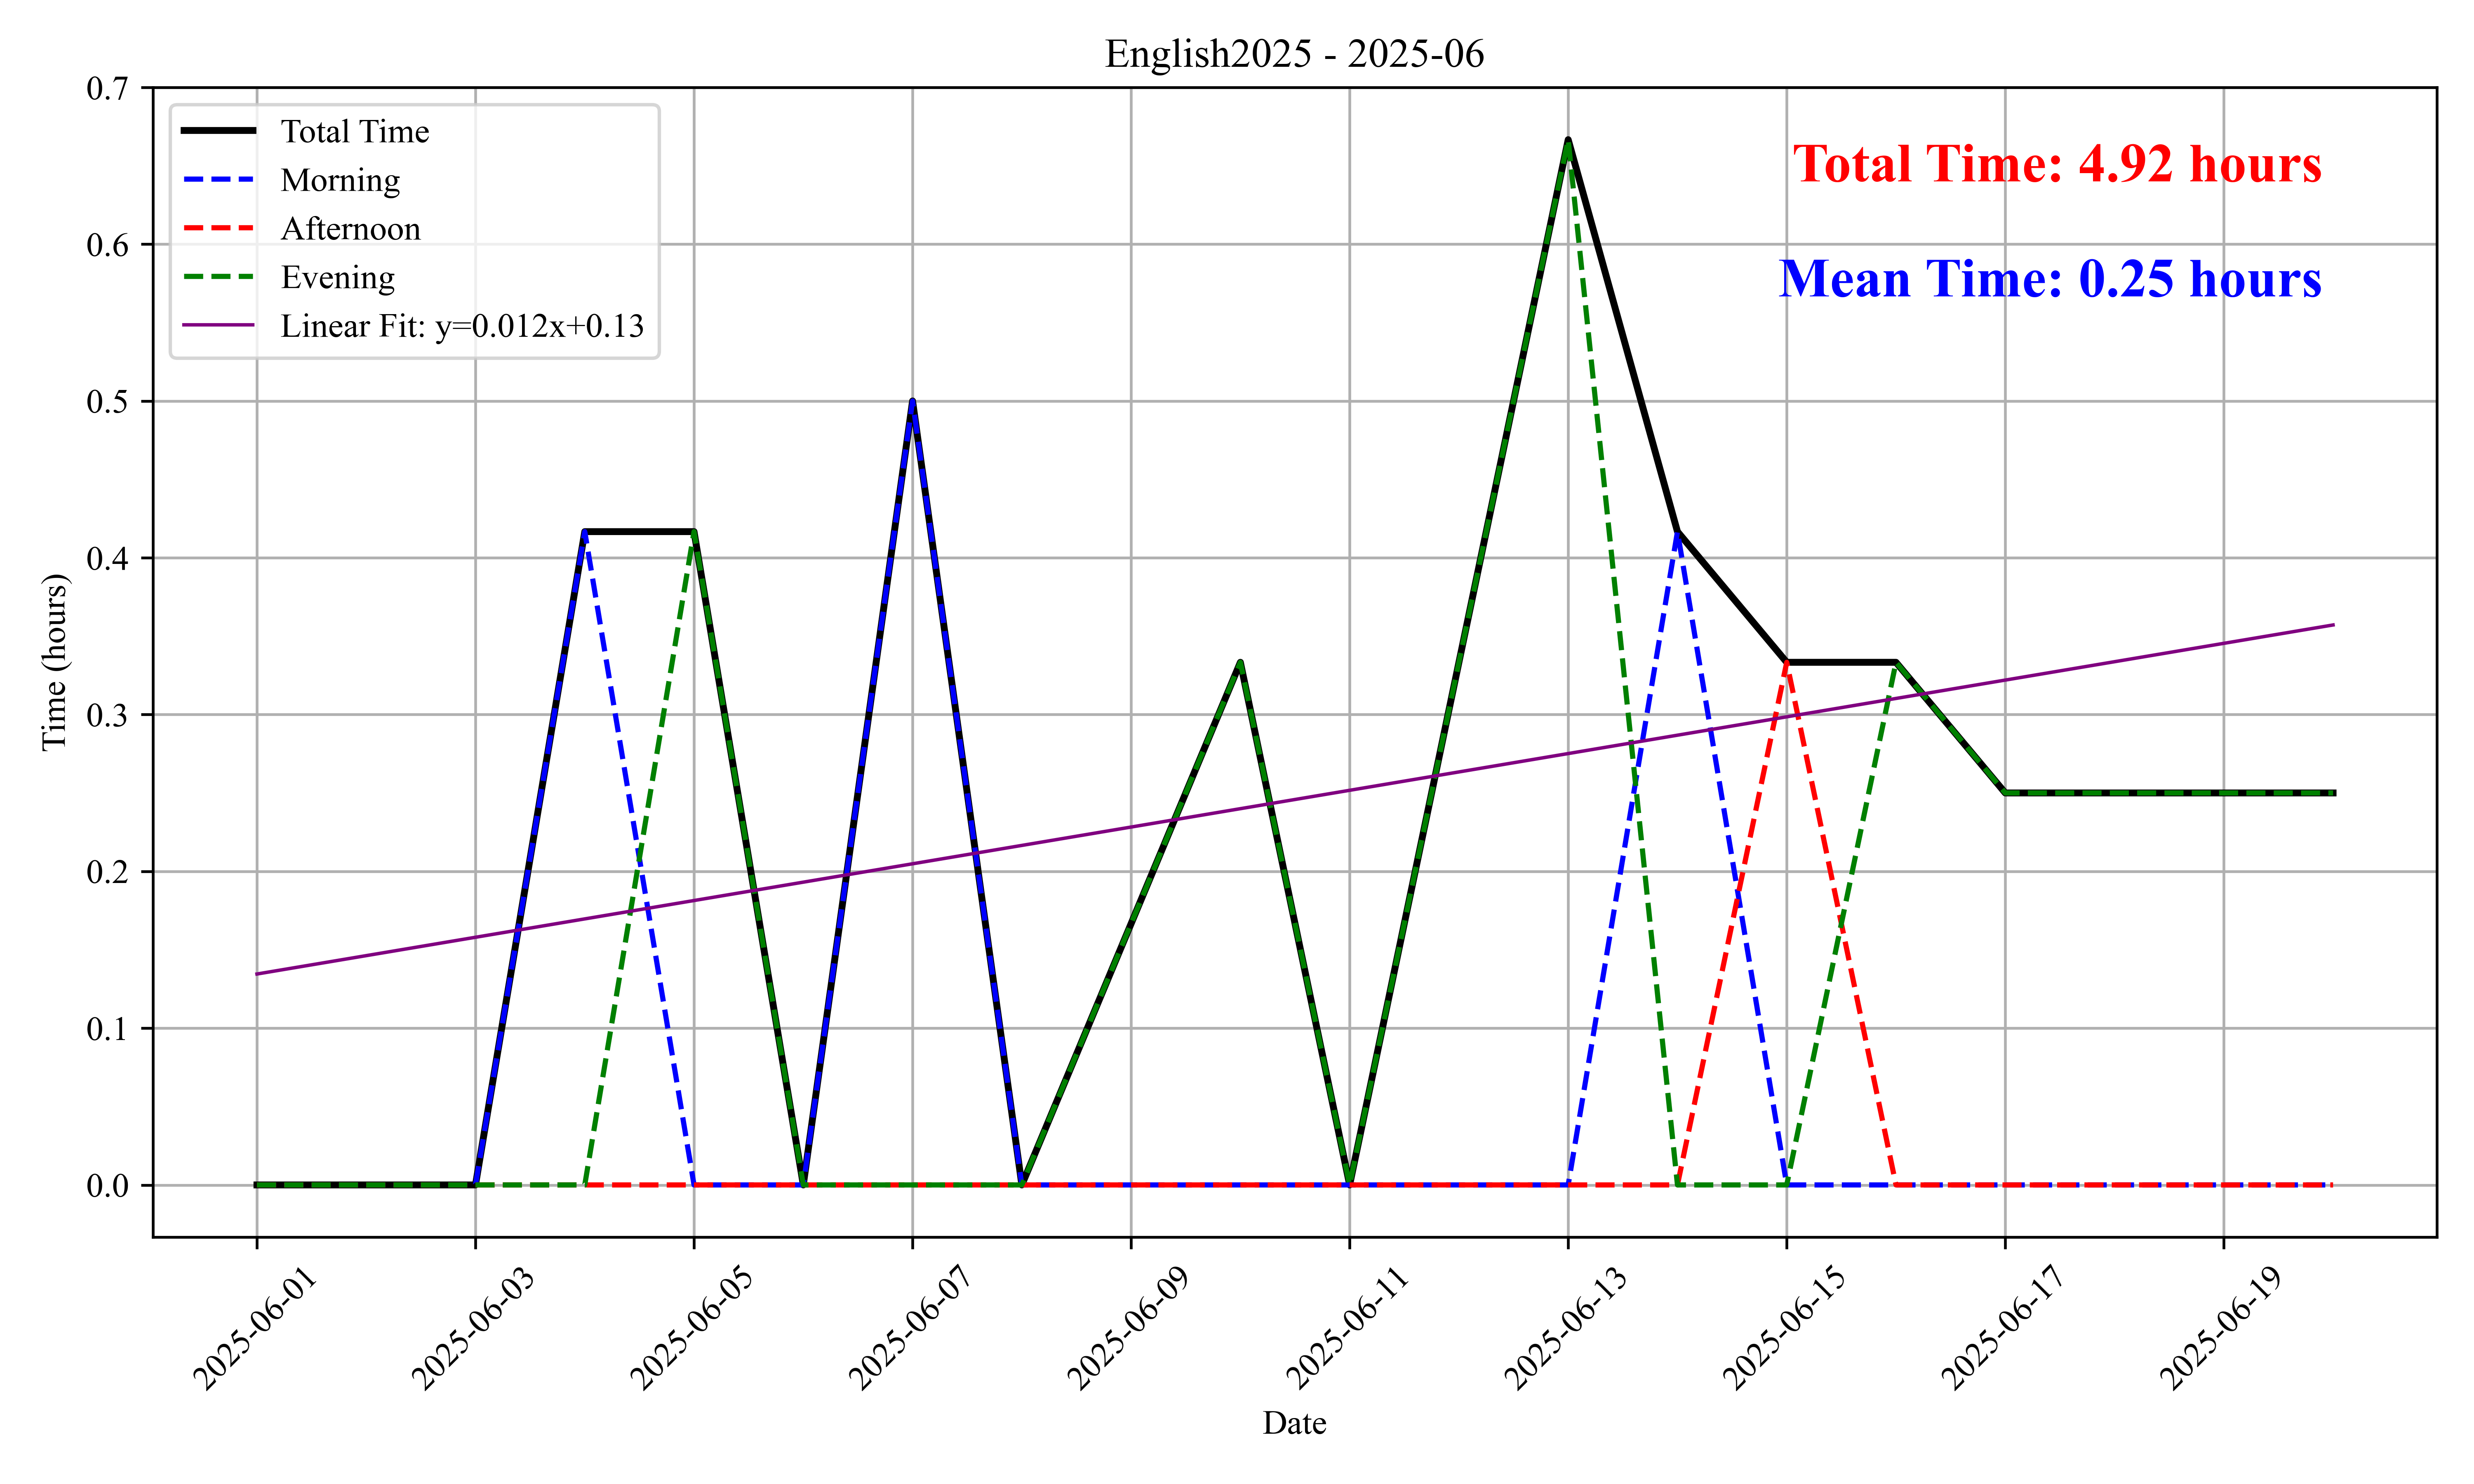 English2025 - 2025-06
0.7
0.6
0.5
0.4
0.3
0.2
0.1
0.0
Time (hours)
Total Time
Morning
Afternoon
Evening
Linear Fit: y=0.012x+0.13
Total Time: 4.92 hours
Mean Time: 0.25 hours
2025-06-01
2025-06-03
2025-06-05
2025-06-07
2025-06-09
2025-06-11
2025-06-13
2025-06-15
2025-06-17
2025-06-19
Date